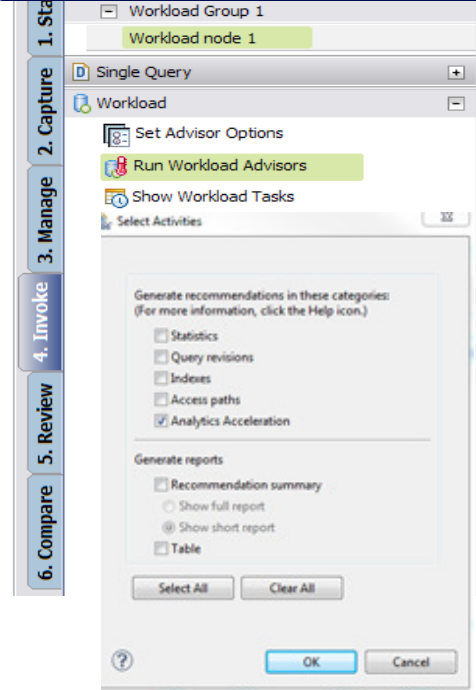 Workload Group 1
Workload node 1
Single Query
Workload
Set Advisor Options
Run Workload Advisors
Show Workload Tasks
1. Sta
2. Capture
3. Manage
4. Invoke
5. Review
6. Compare
Select Activities
Generate recommendations in these categories:
(For more information, click the Help icon.)
Statistics
Query revisions
Indexes
Access paths
Analytics Acceleration
Generate reports
Recommendation summary
Show full report
Show short report
Table
Select All
Clear All
OK
Cancel